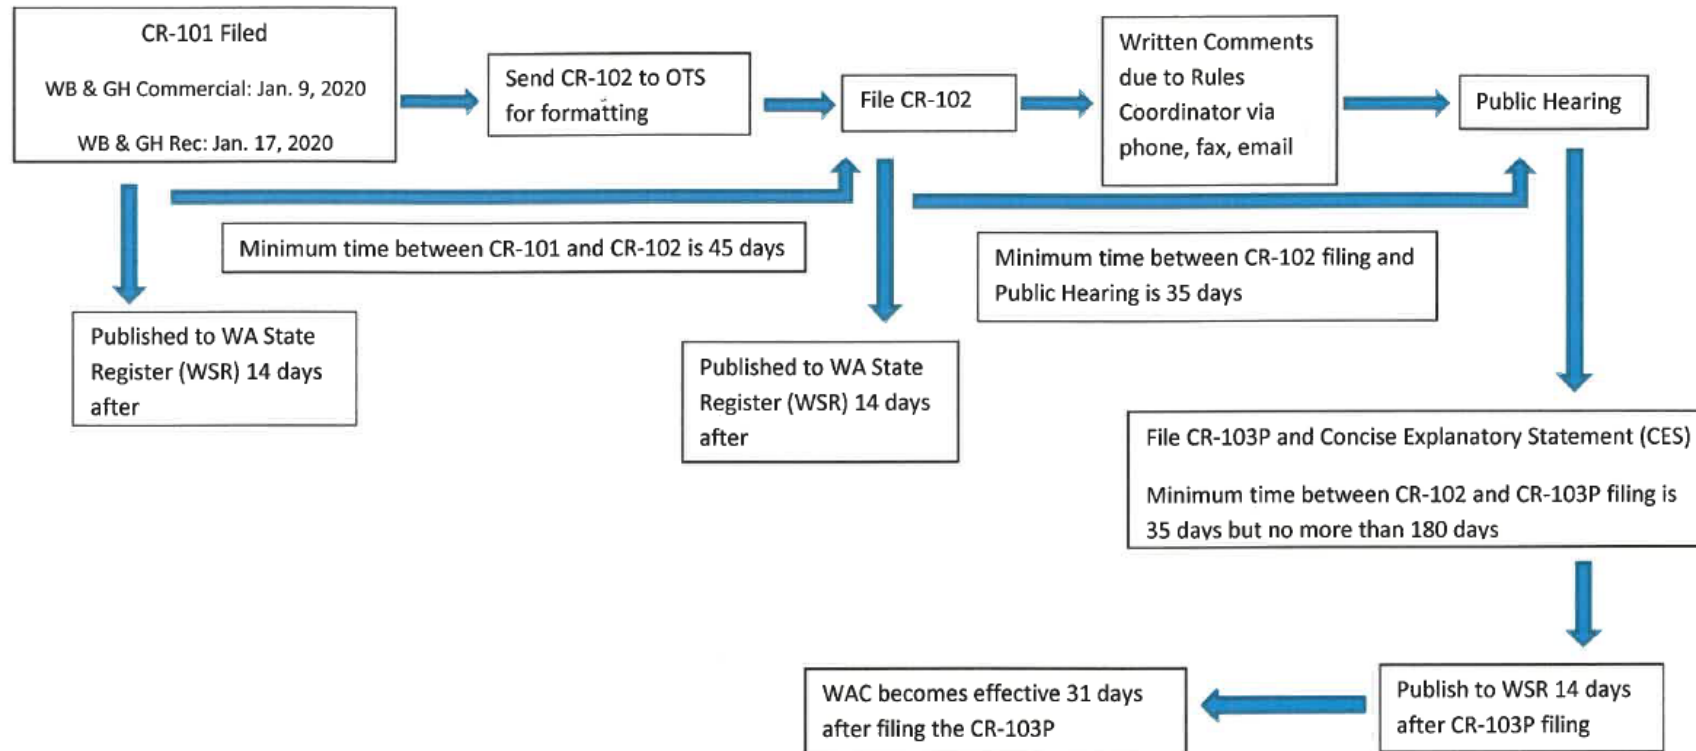 CR-101 Filed
WB & GH Commercial: Jan. 9, 2020
WB & GH Rec: Jan. 17, 2020
Send CR-102 to OTS
for formatting
File CR-102
Written Comments
due to Rules
Coordinator via
phone, fax, email
Public Hearing
Minimum time between CR-101 and CR-102 is 45 days
Minimum time between CR-102 filing and
Public Hearing is 35 days
Published to WA State
Register (WSR) 14 days
after
Published to WA State
Register (WSR) 14 days
after
File CR-103P and Concise Explanatory Statement (CES)
Minimum time between CR-102 and CR-103P filing is
35 days but no more than 180 days
Publish to WSR 14 days
after CR-103P filing
WAC becomes effective 31 days
after filing the CR-103P